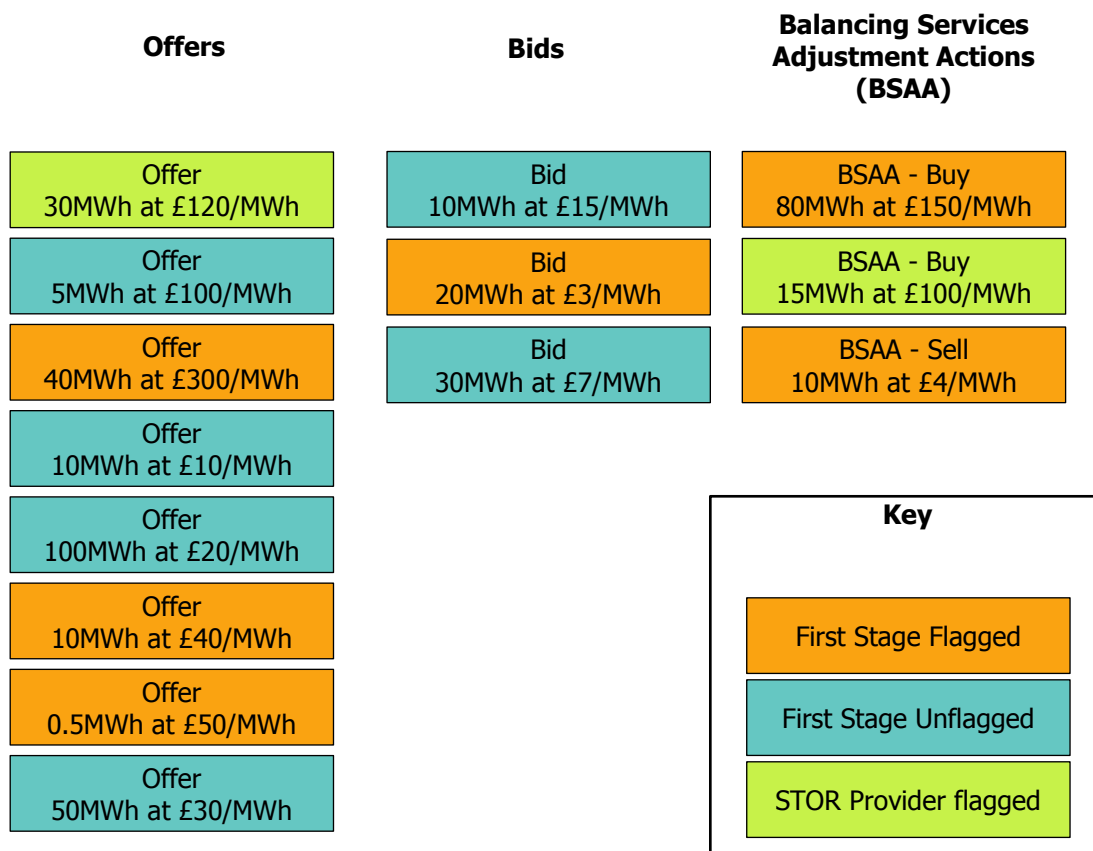 Offers
Bids
Balancing Services
Adjustment Actions
(BSAA)
Offer
30MWh at £120/MWh
Offer
5MWh at £100/MWh
Offer
40MWh at £300/MWh
Offer
10MWh at £10/MWh
Offer
100MWh at £20/MWh
Offer
10MWh at £40/MWh
Offer
0.5MWh at £50/MWh
Offer
50MWh at £30/MWh
Bid
10MWh at £15/MWh
Bid
20MWh at £3/MWh
Bid
30MWh at £7/MWh
BSAA - Buy
80MWh at £150/MWh
BSAA - Buy
15MWh at £100/MWh
BSAA - Sell
10MWh at £4/MWh
Key
First Stage Flagged
First Stage Unflagged
STOR Provider flagged